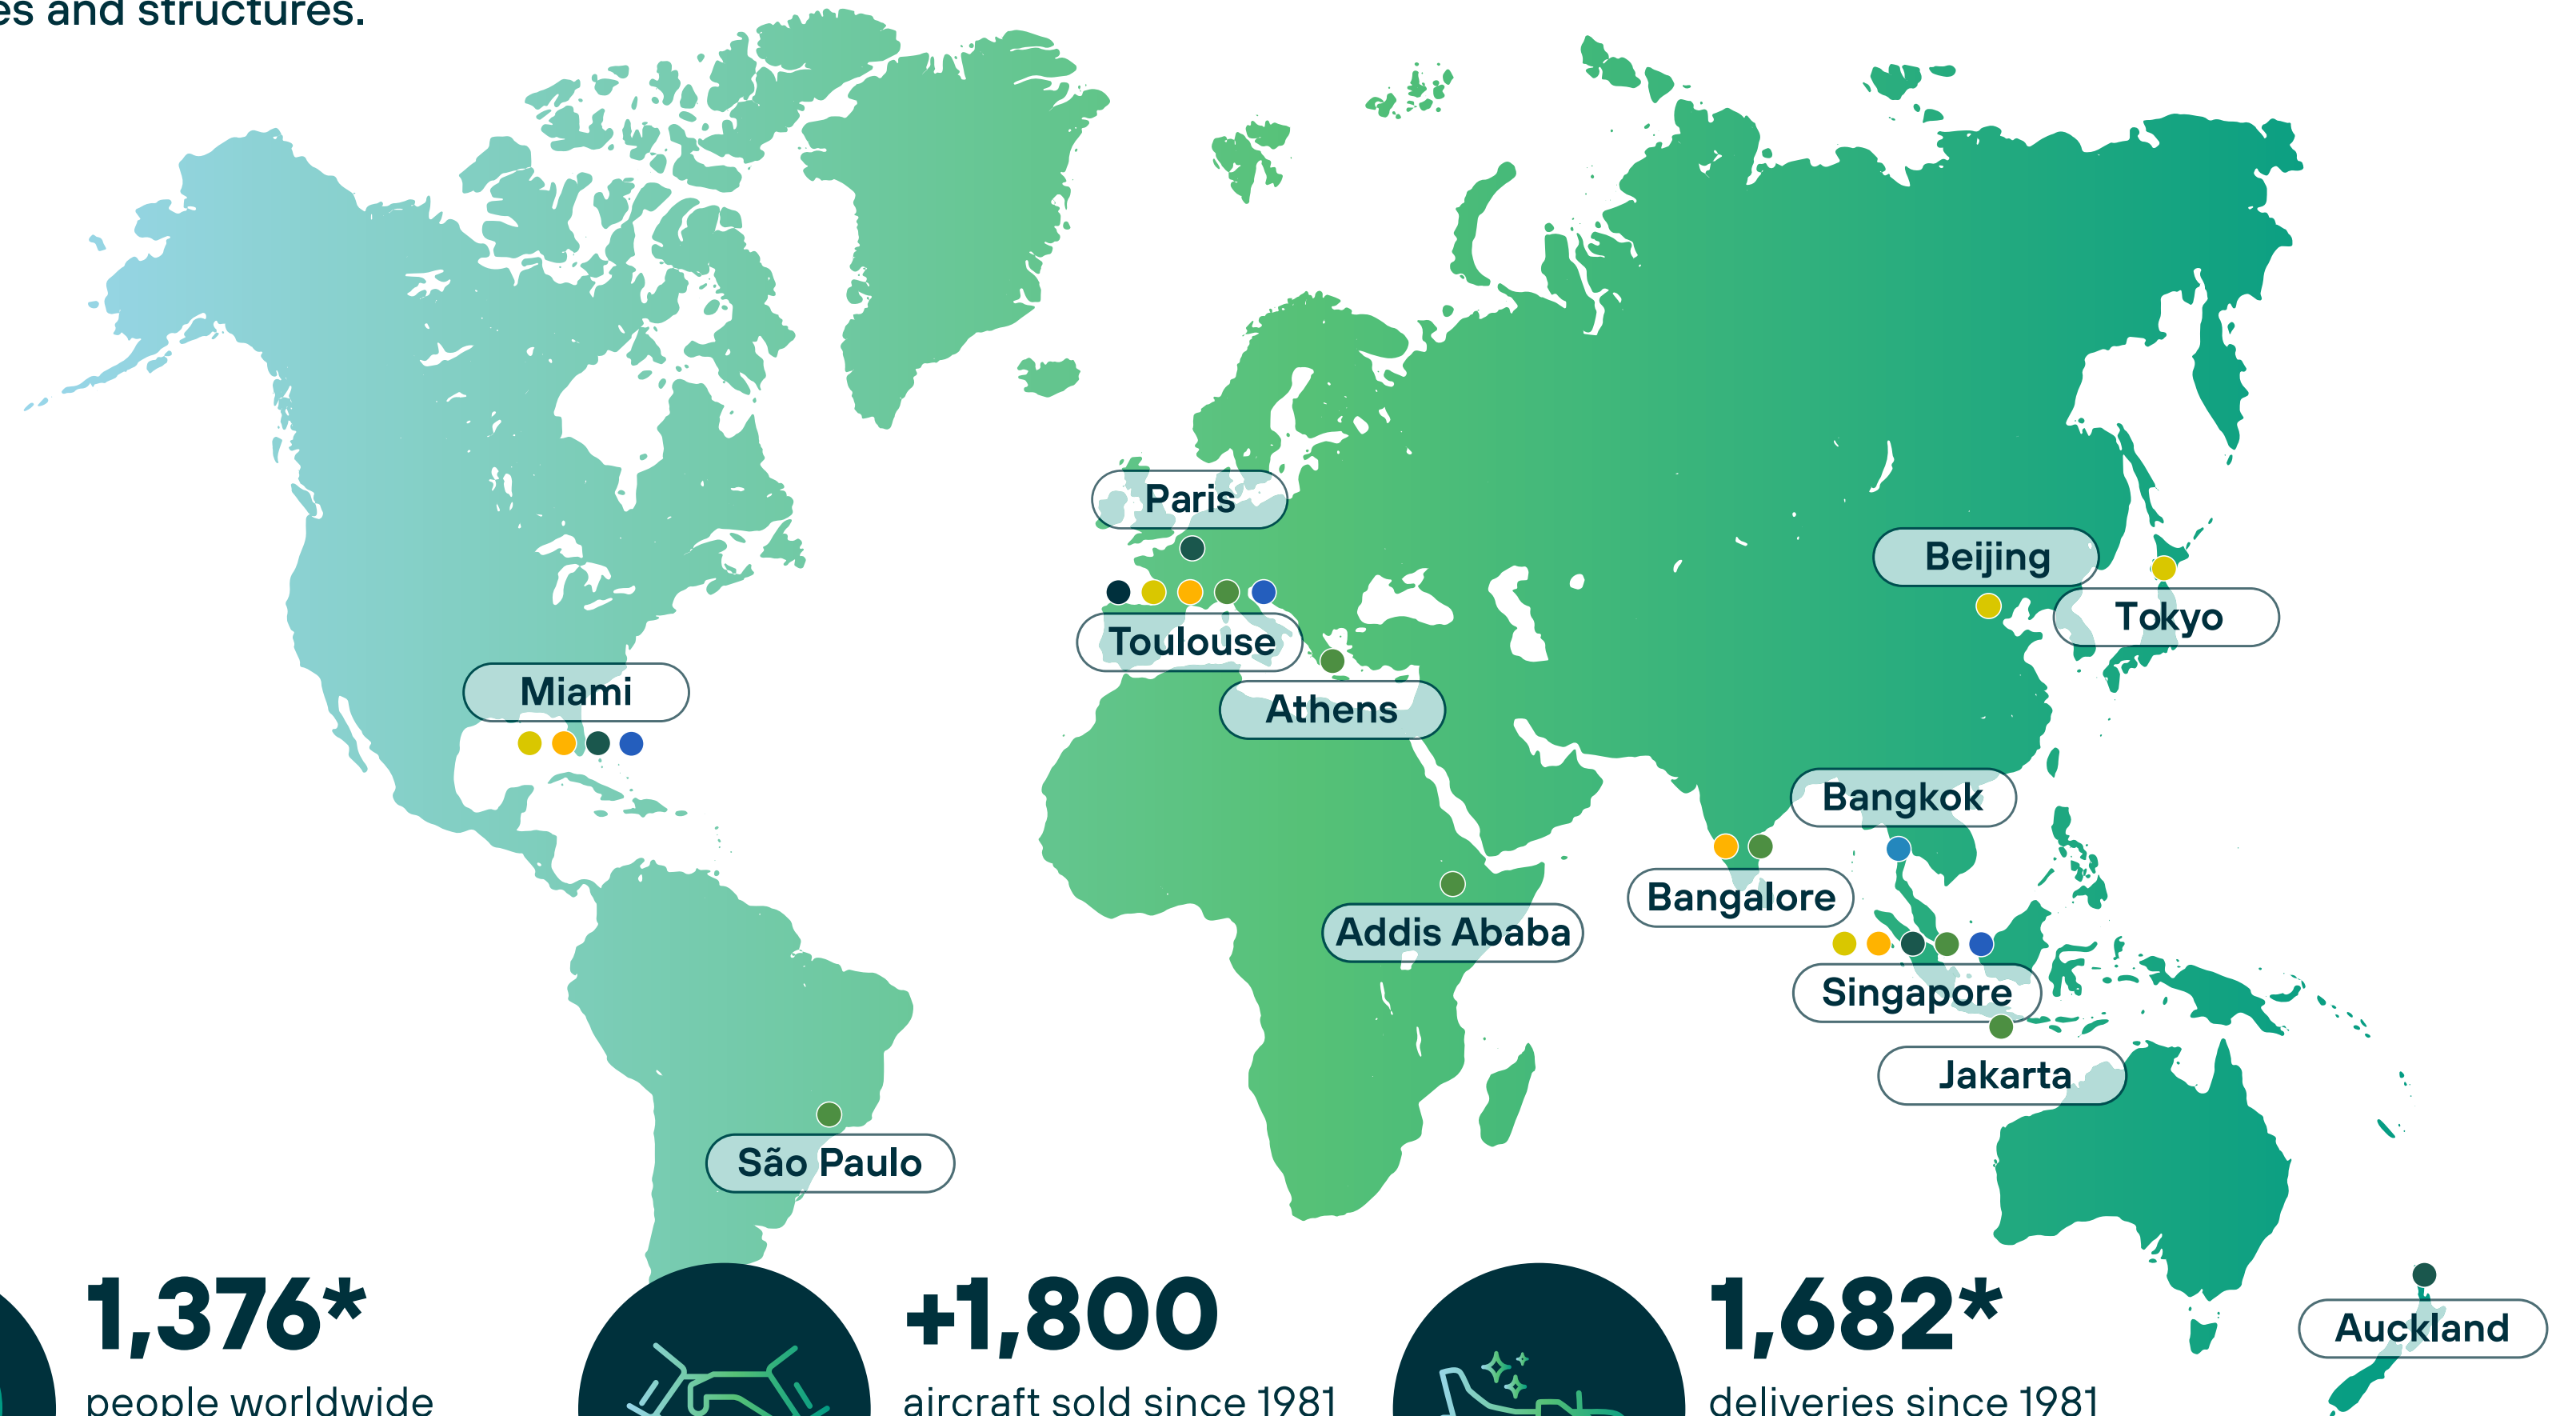 es and structures.
Paris
Beijing
Tokyo
Toulouse
Miami
Athens
Bangkok
Bangalore
Addis Ababa
Singapore
Jakarta
São Paulo
Auckland
1,376*
people worldwide
+1,800
aircraft sold since 1981
1,682*
deliveries since 1981